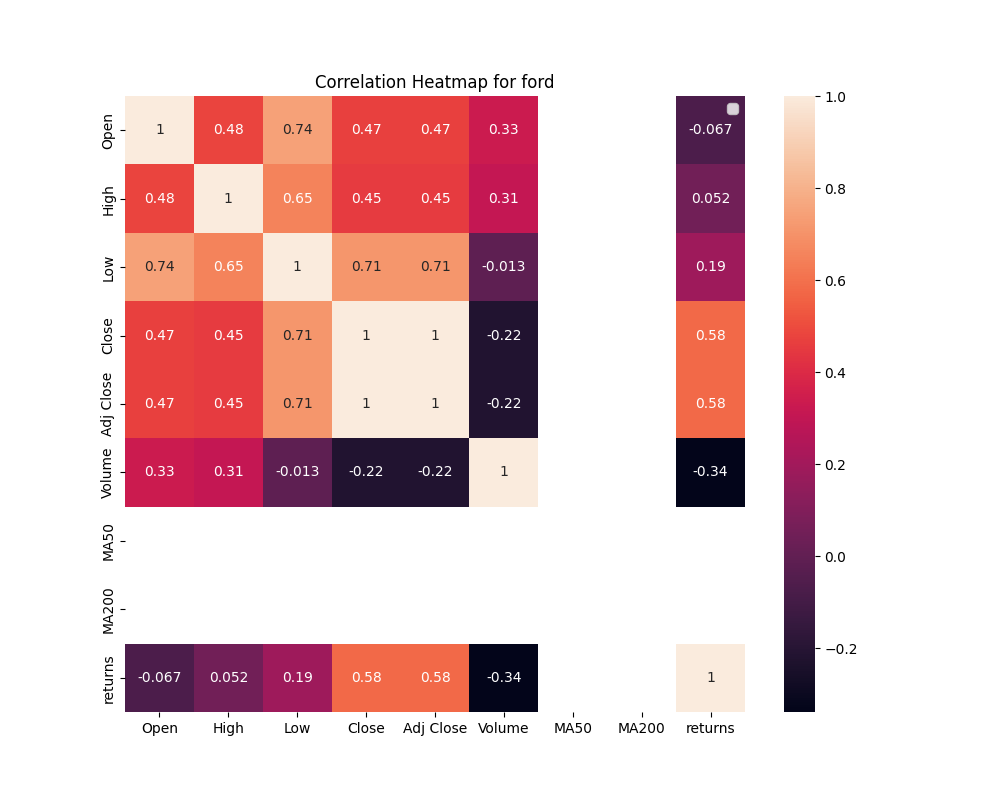 Correlation Heatmap for ford
Open 1 0.48 0.74 0.47 0.47 0.33 -0.067
High 0.48 1 0.65 0.45 0.45 0.31 0.052
Low 0.74 0.65 1 0.71 0.71 -0.013 0.19
Close 0.47 0.45 0.71 1 1 -0.22 0.58
Adj Close 0.47 0.45 0.71 1 1 -0.22 0.58
Volume 0.33 0.31 -0.013 -0.22 -0.22 1 -0.34
MA50
MA200
returns -0.067 0.052 0.19 0.58 0.58 -0.34 1
Open High Low Close Adj Close Volume MA50 MA200 returns
1.0
0.8
0.6
0.4
0.2
0.0
−0.2